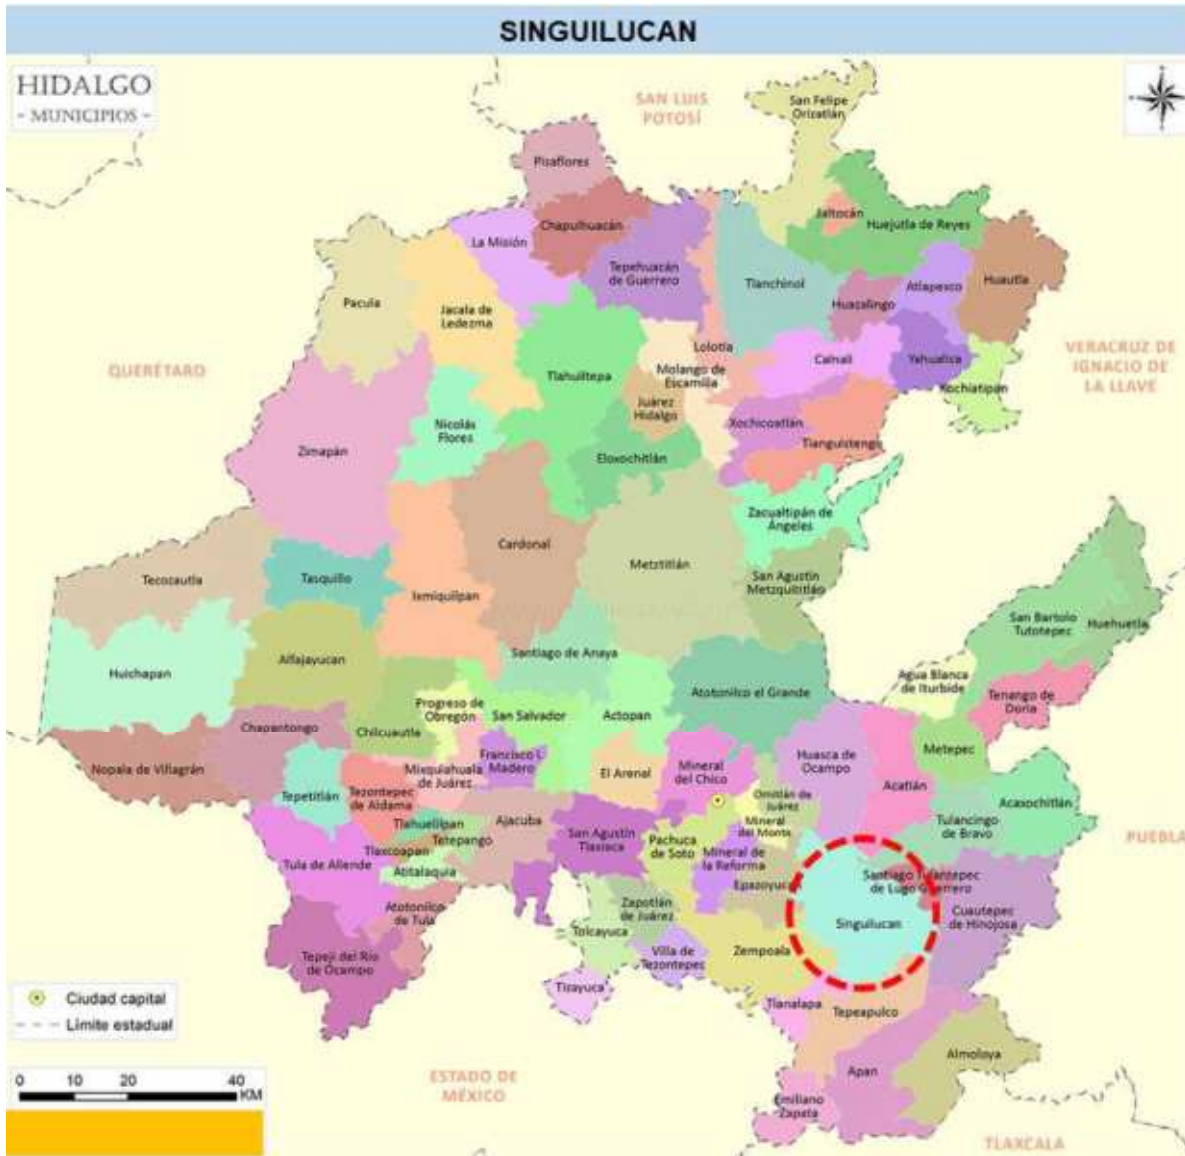 SINGUILUCAN
HIDALGO
- MUNICIPIOS -
SAN LUIS
POTOSÍ
San Felipe
Orizatlán
Pisaflores
Jaltocán
Huejutla de Reyes
Chapulhuacán
La Misión
Tepehuacán
de Guerrero
Tlanchinol
Atlapexco
Huautla
Huazalingo
Pacula
Jacala de
Ledezma
Lolotla
Calnali
Yahualica
VERACRUZ DE
IGNACIO DE
LA LLAVE
QUERÉTARO
Tlahuiltepa
Molango de
Escamilla
Xochiatipan
Juárez
Hidalgo
Nicolás
Flores
Xochicoatlán
Tianguistengo
Zimapán
Eloxochitlán
Zacualtipán de
Ángeles
Cardonal
Metztitlán
Tecozautla
Tasquillo
Ixmiquilpan
San Agustín
Metzquititlán
San Bartolo
Tutotepec
Huehuetla
Huichapan
Alfajayucan
Santiago de Anaya
Atotonilco el Grande
Agua Blanca
de Iturbide
Tenango de
Doria
Progreso de
Obregón
San Salvador
Actopan
Chapantongo
Chilcuautla
Metepec
Nopala de Villagrán
Mixquiahuala
de Juárez
Francisco I.
Madero
El Arenal
Mineral
del Chico
Huasca de
Ocampo
Acatlán
Tepetitlán
Tezontepec
de Aldama
Omitlán de
Juárez
Acaxochitlán
Tlahuelilpan
Ajacuba
Mineral
del Monte
Tulancingo
de Bravo
Tetepango
San Agustín
Tlaxiaca
Pachuca
de Soto
PUEBLA
Tlaxcoapan
Mineral de
la Reforma
Tula de Allende
Atitalaquia
Epazoyucan
Santiago Tulantepec
de Lugo Guerrero
Atotonilco
de Tula
Zapotlán
de Juárez
Singuilucan
Cuautepec
de Hinojosa
Tolcayuca
Tepeji del Río
de Ocampo
Villa de
Tezontepec
Zempoala
Tizayuca
Tlanalapa
Tepeapulco
Ciudad capital
Límite estadual
Almoloya
Apan
0 10 20 40
KM
ESTADO DE
MÉXICO
Emiliano
Zapata
TLAXCALA